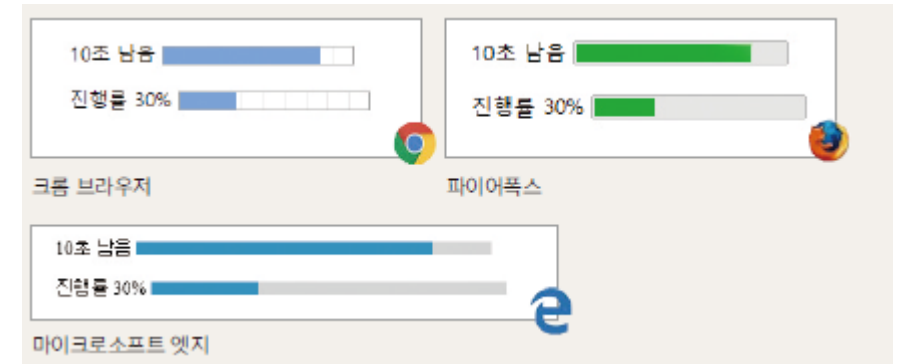 10초 남음
진행률 30%
크롬 브라우저
10초 남음
진행률 30%
파이어폭스
10초 남음
진행률 30%
마이크로소프트 엣지